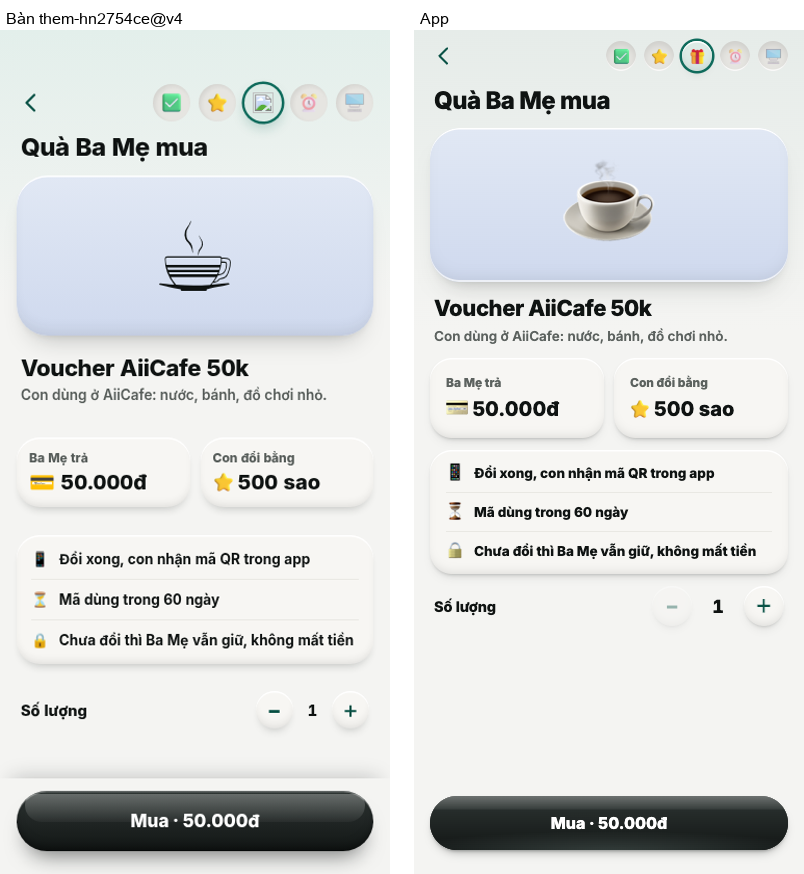 Bản them-hn2754ce@v4
Quà Ba Mẹ mua
Voucher AiiCafe 50k
Con dùng ở AiiCafe: nước, bánh, đồ chơi nhỏ.
Ba Mẹ trả
50.000đ
Con đổi bằng
500 sao
Đổi xong, con nhận mã QR trong app
Mã dùng trong 60 ngày
Chưa đổi thì Ba Mẹ vẫn giữ, không mất tiền
Số lượng
− 1 +
Mua · 50.000đ
App
Quà Ba Mẹ mua
Voucher AiiCafe 50k
Con dùng ở AiiCafe: nước, bánh, đồ chơi nhỏ.
Ba Mẹ trả
50.000đ
Con đổi bằng
500 sao
Đổi xong, con nhận mã QR trong app
Mã dùng trong 60 ngày
Chưa đổi thì Ba Mẹ vẫn giữ, không mất tiền
Số lượng
− 1 +
Mua · 50.000đ